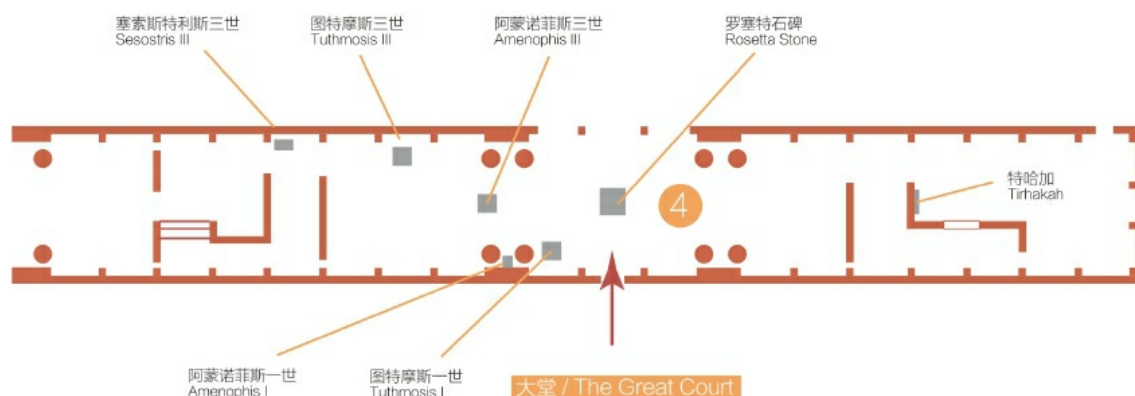 塞索斯特利斯三世
Sesostris III
图特摩斯三世
Tuthmosis III
阿蒙诺菲斯三世
Amenophis III
罗塞特石碑
Rosetta Stone
4
特哈加
Tirhakah
阿蒙诺菲斯一世
Amenophis I
图特摩斯一世
Tuthmosis I
大堂 / The Great Court